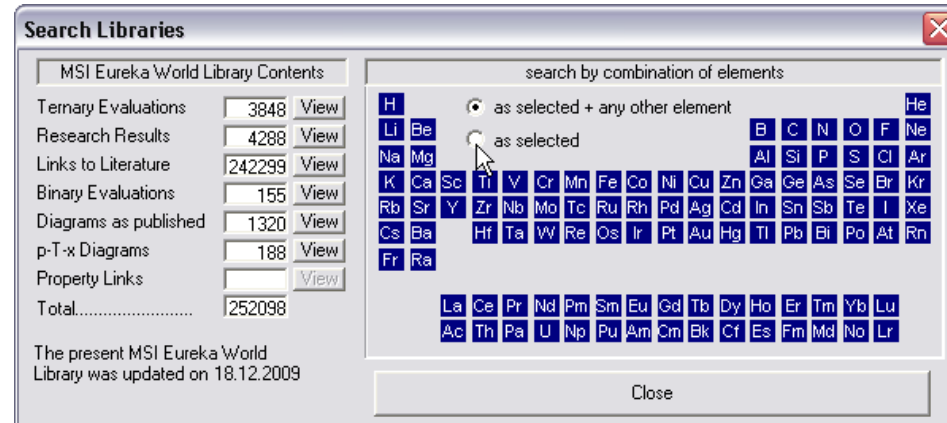 Search Libraries
MSI Eureka World Library Contents
Ternary Evaluations 3848 View
Research Results 4288 View
Links to Literature 242299 View
Binary Evaluations 155 View
Diagrams as published 1320 View
p-T-x Diagrams 188 View
Property Links View
Total......................... 252098
The present MSI Eureka World
Library was updated on 18.12.2009
search by combination of elements
H as selected + any other element He
Li Be as selected B C N O F Ne
Na Mg Al Si P S Cl Ar
K Ca Sc Ti V Cr Mn Fe Co Ni Cu Zn Ga Ge As Se Br Kr
Rb Sr Y Zr Nb Mo Tc Ru Rh Pd Ag Cd In Sn Sb Te I Xe
Cs Ba Hf Ta W Re Os Ir Pt Au Hg Tl Pb Bi Po At Rn
Fr Ra
La Ce Pr Nd Pm Sm Eu Gd Tb Dy Ho Er Tm Yb Lu
Ac Th Pa U Np Pu Am Cm Bk Cf Es Fm Md No Lr
Close